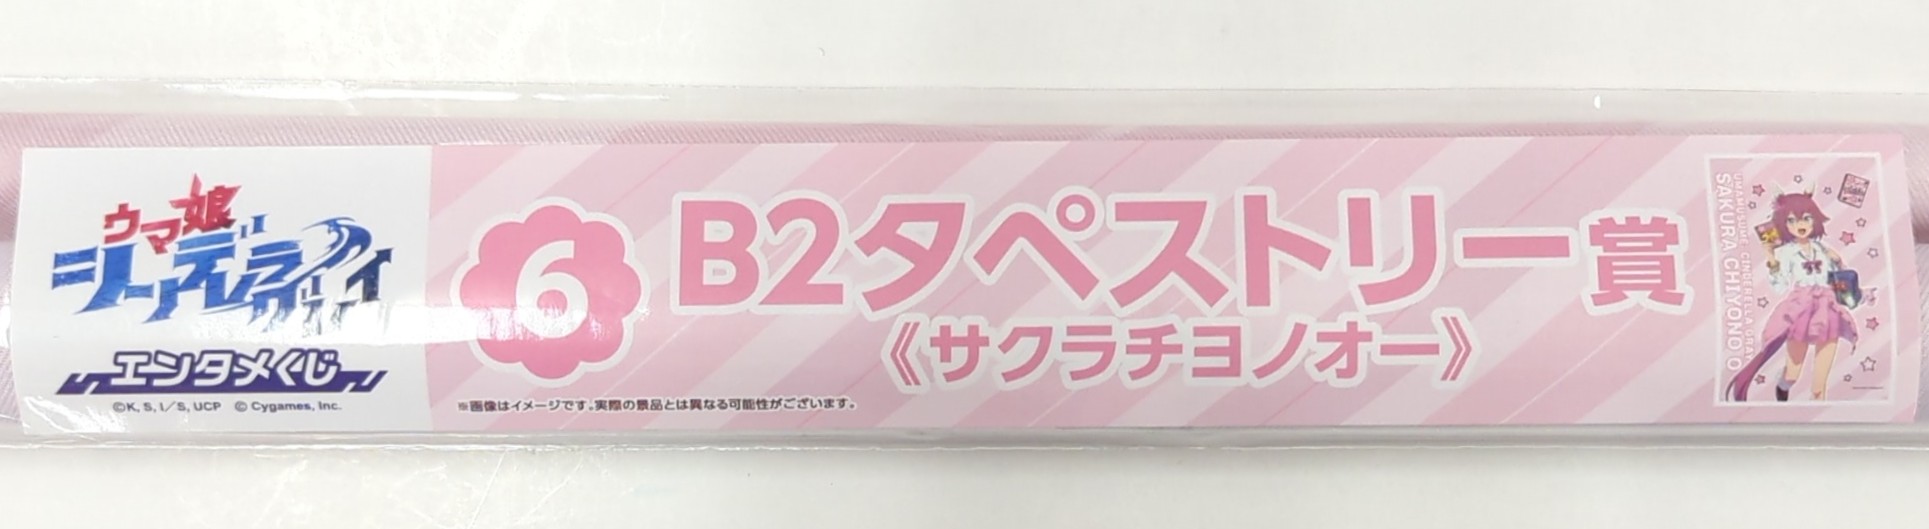 ウマ娘
シンデレラグレイ
エンタメくじ
©K, S, I／S, UCP © Cygames, Inc.
6
B2タペストリー賞
《サクラチヨノオー》
※画像はイメージです。実際の景品とは異なる可能性がございます。
UMAMUSUME CINDERELLA GRAY
SAKURA CHIYONO O